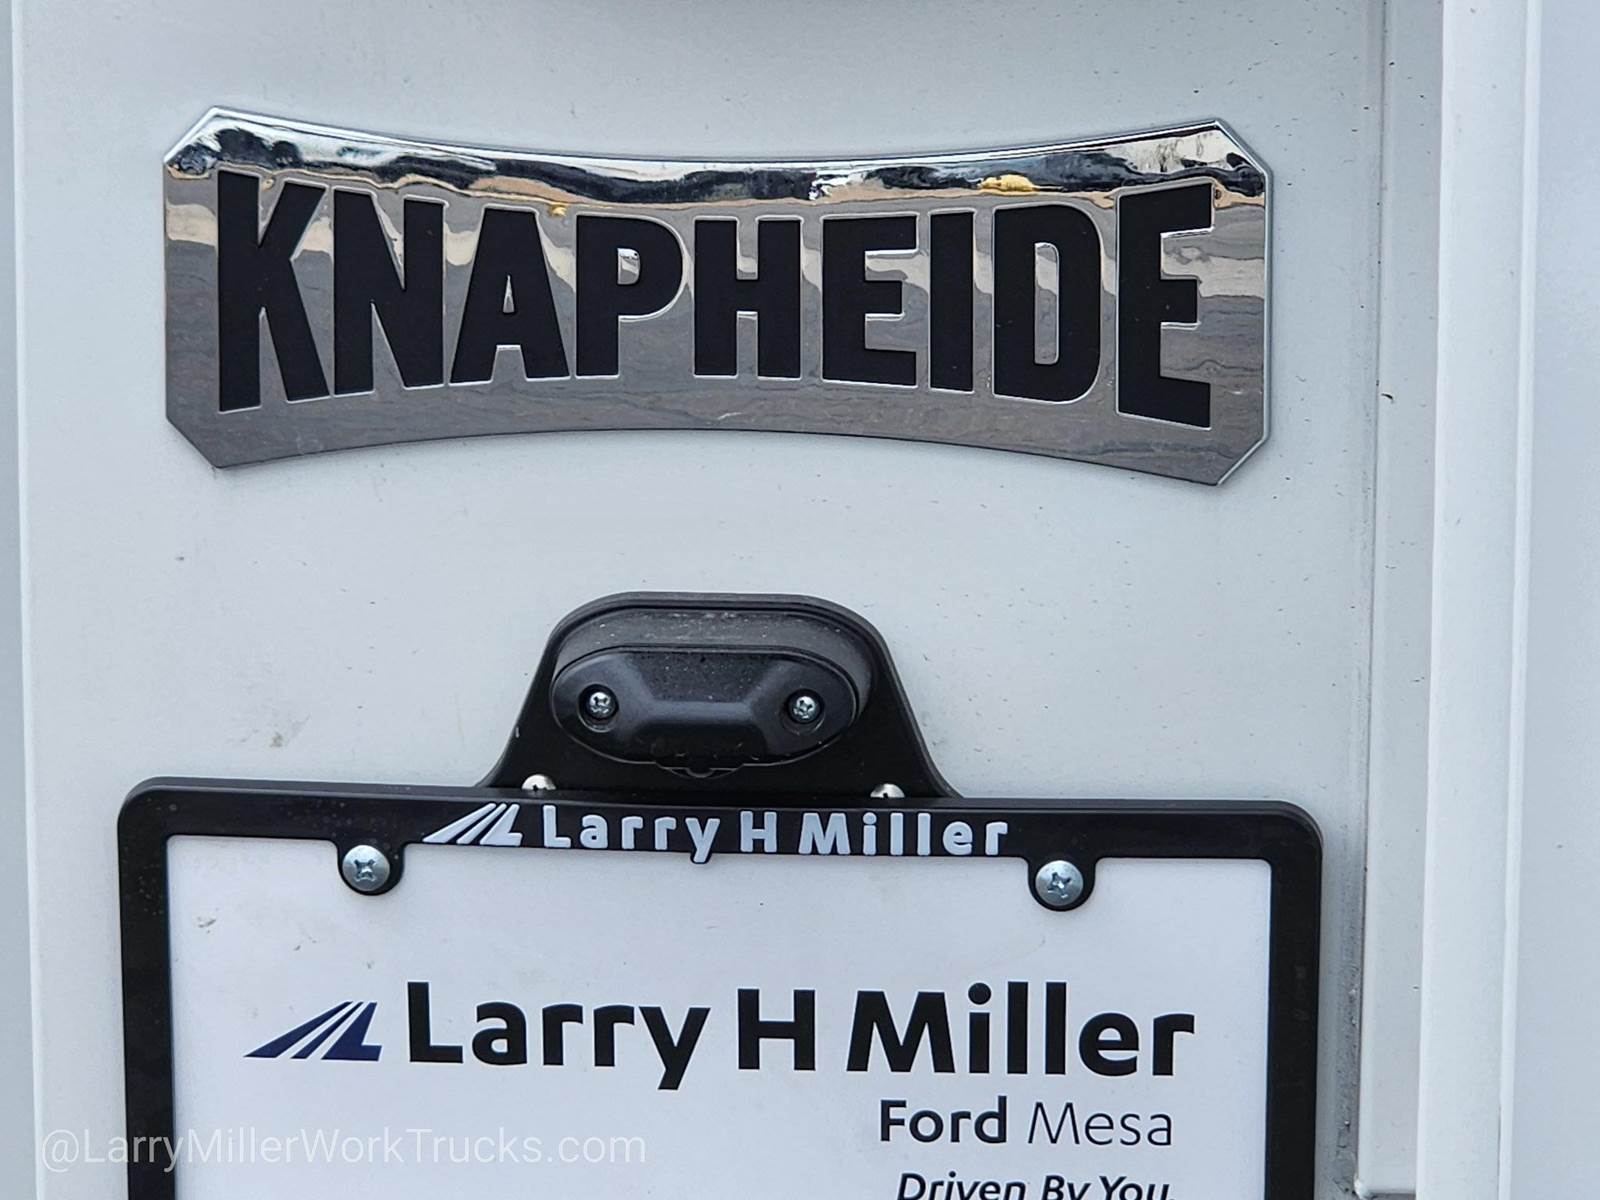 KNAPHEIDE
Larry H Miller
Larry H Miller
Ford Mesa
Driven By You.
@LarryMillerWorkTrucks.com